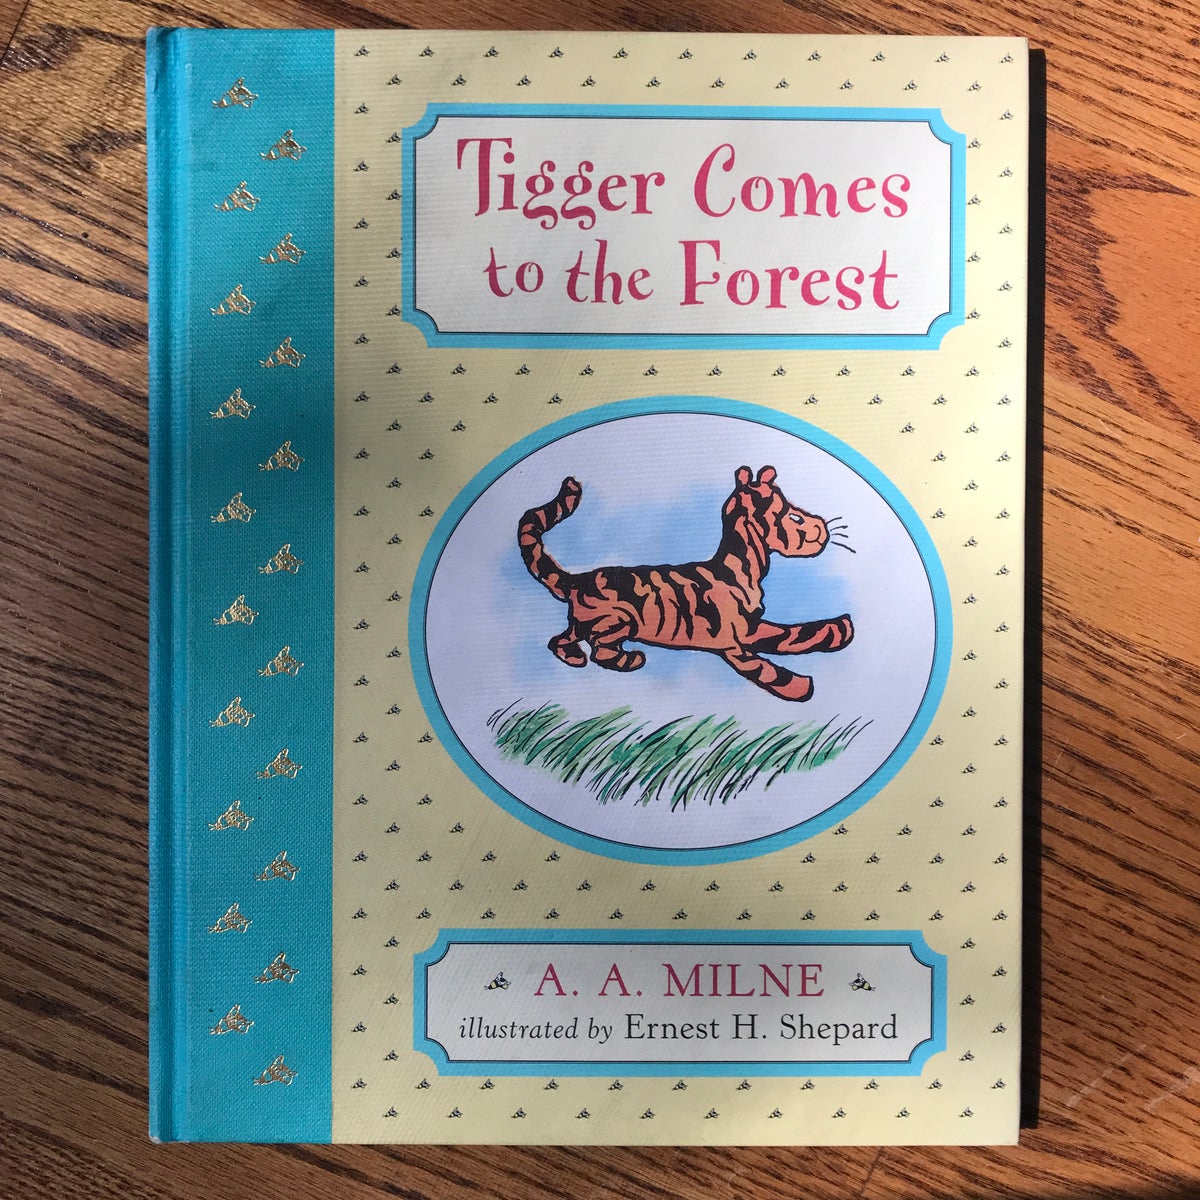 Tigger Comes
to the Forest
A. A. MILNE
illustrated by Ernest H. Shepard